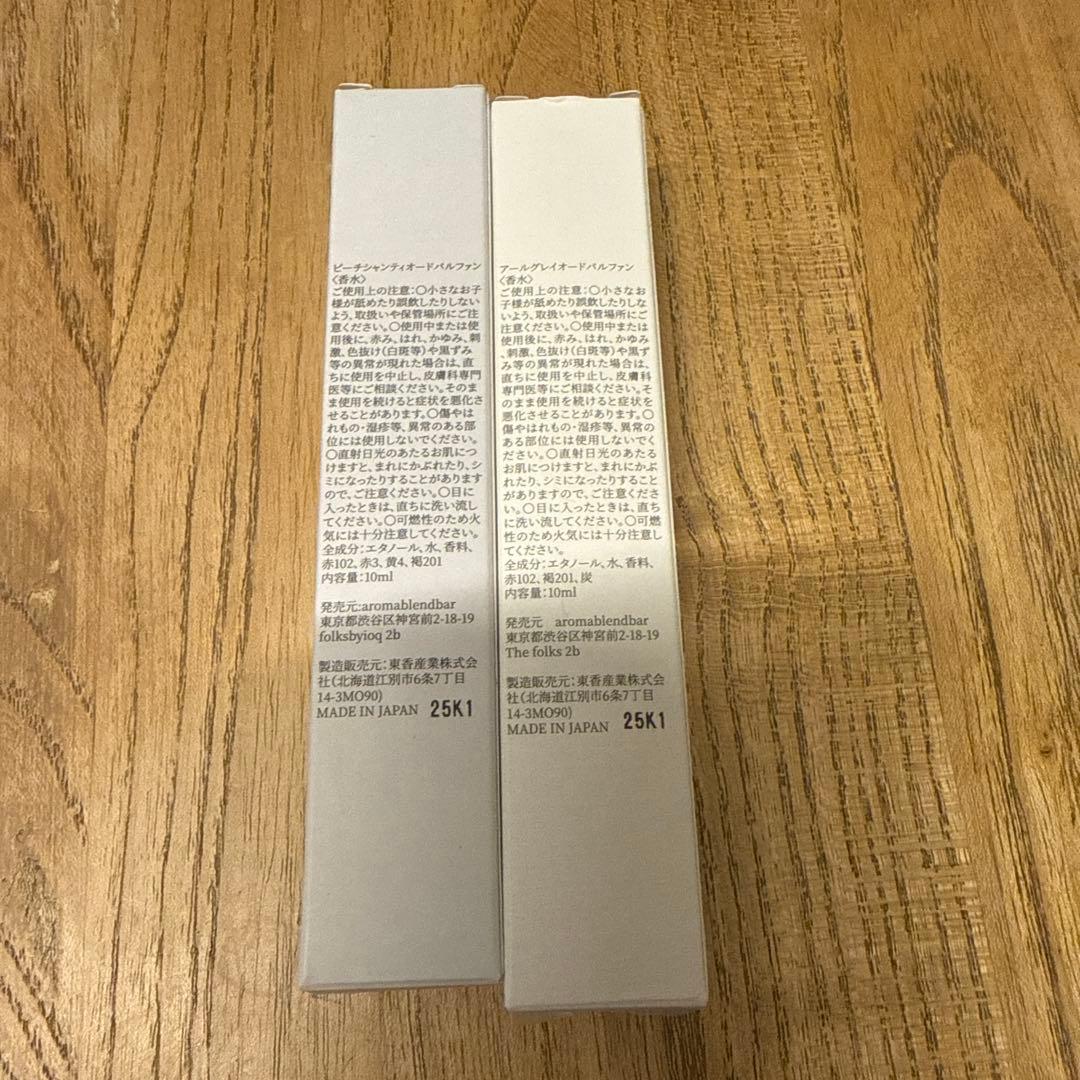 ピーチシャンティオードパルファン
〈香水〉
ご使用上の注意：〇小さなお子
様が舐めたり誤飲したりしない
よう、取扱いや保管場所にご注
意ください。〇使用中または使
用後に、赤み、はれ、かゆみ、刺
激、色抜け(白斑等)や黒ずみ
等の異常が現れた場合は、直
ちに使用を中止し、皮膚科専門
医等にご相談ください。そのま
ま使用を続けると症状を悪化さ
せることがあります。〇傷やは
れもの・湿疹等、異常のある部
位には使用しないでください。
〇直射日光のあたるお肌につ
けますと、まれにかぶれたり、シ
ミになったりすることがあります
ので、ご注意ください。〇目に
入ったときは、直ちに洗い流し
てください。〇可燃性のため火
気には十分注意してください。
全成分：エタノール、水、香料、
赤102、赤3、黄4、褐201
内容量：10ml
発売元:aromablendbar
東京都渋谷区神宮前2-18-19
folksbyioq 2b
製造販売元：東香産業株式会
社(北海道江別市6条7丁目
14-3MO90)
MADE IN JAPAN 25K1
アールグレイオードパルファン
〈香水〉
ご使用上の注意：〇小さなお
子様が舐めたり誤飲したりしな
いよう、取扱いや保管場所にご
注意ください。〇使用中または
使用後に、赤み、はれ、かゆみ
、刺激、色抜け(白斑等)や黒ず
み等の異常が現れた場合は、
直ちに使用を中止し、皮膚科
専門医等にご相談ください。そ
のまま使用を続けると症状を
悪化させることがあります。〇
傷やはれもの・湿疹等、異常の
ある部位には使用しないでく
ださい。〇直射日光のあたる
お肌につけますと、まれにかぶ
れたり、シミになったりすること
がありますので、ご注意くださ
い。〇目に入ったときは、直ち
に洗い流してください。〇可燃
性のため火気には十分注意し
てください。
全成分：エタノール、水、香料、
赤102、褐201、炭
内容量：10ml
発売元　aromablendbar
東京都渋谷区神宮前2-18-19
The folks 2b
製造販売元：東香産業株式会
社(北海道江別市6条7丁目
14-3MO90)
MADE IN JAPAN 25K1